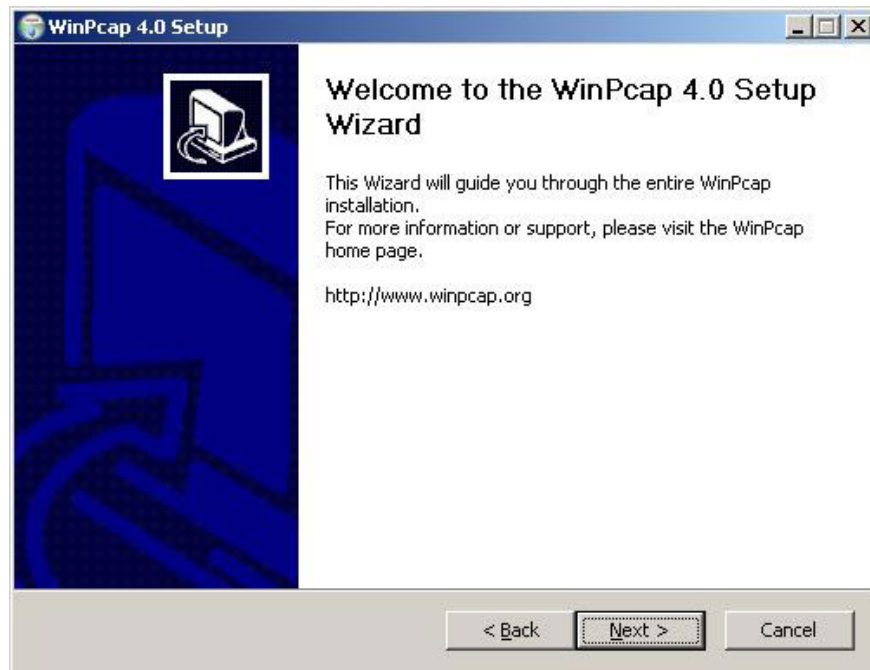 WinPcap 4.0 Setup
Welcome to the WinPcap 4.0 Setup
Wizard
This Wizard will guide you through the entire WinPcap
installation.
For more information or support, please visit the WinPcap
home page.
http://www.winpcap.org
< Back
Next >
Cancel